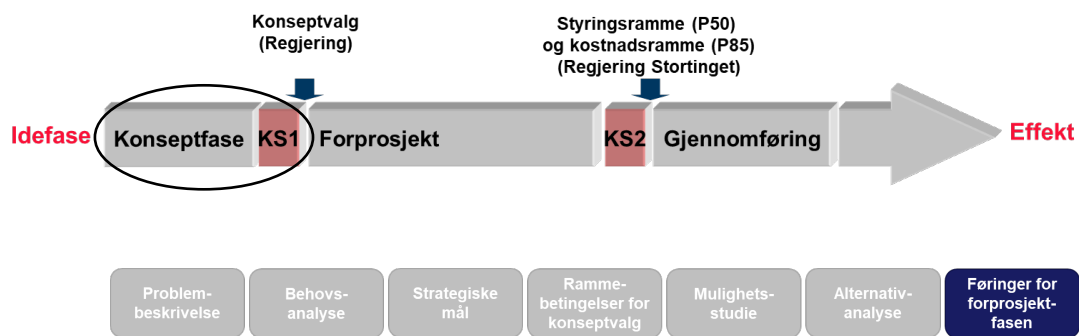 Konseptvalg
(Regjering)
Styringsramme (P50)
og kostnadsramme (P85)
(Regjering Stortinget)
Idefase
Konseptfase
KS1
Forprosjekt
KS2
Gjennomføring
Effekt
Problem-
beskrivelse
Behovs-
analyse
Strategiske
mål
Ramme-
betingelser for
konseptvalg
Mulighets-
studie
Alternativ-
analyse
Føringer for
forprosjekt-
fasen